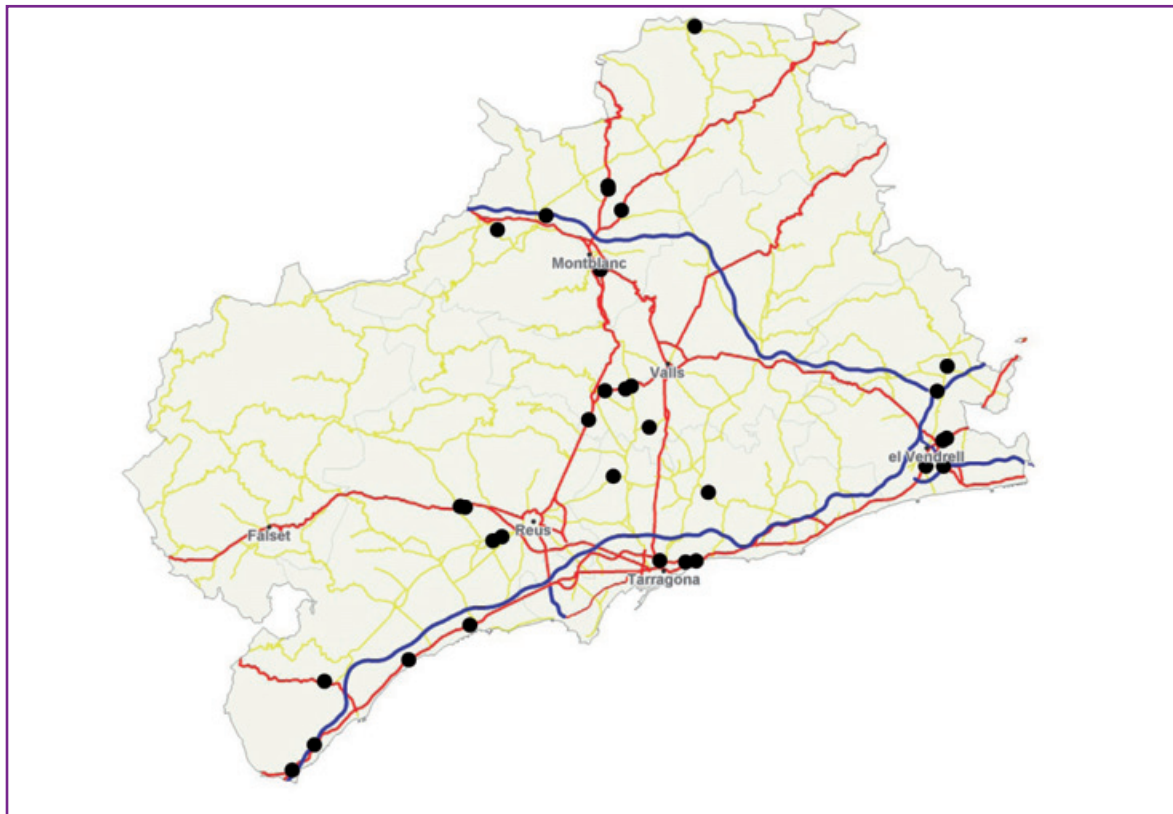 Montblanc
Valls
el Vendrell
Falset
Reus
Tarragona